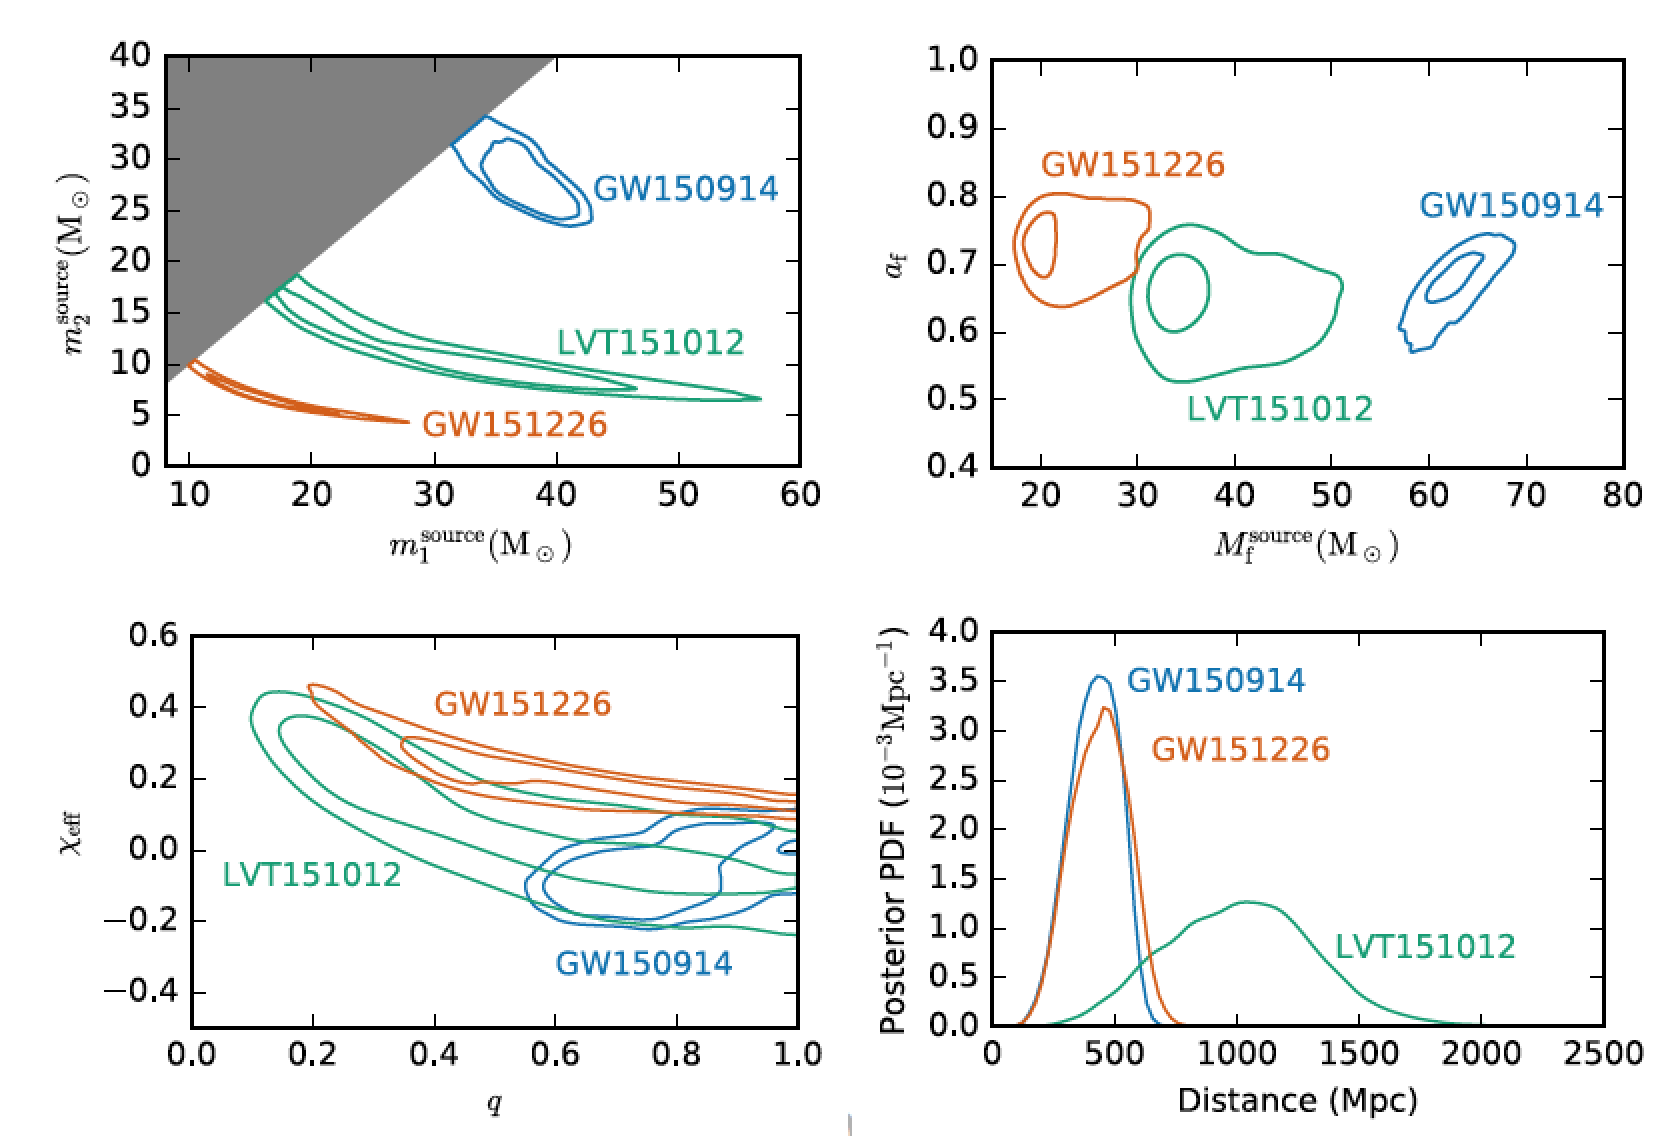 40
35
30
25
20
15
10
5
0
m₂^source (M_⊙)
GW150914
LVT151012
GW151226
10 20 30 40 50 60
m₁^source (M_⊙)
1.0
0.9
0.8
0.7
0.6
0.5
0.4
a_f
GW151226
GW150914
LVT151012
20 30 40 50 60 70 80
M_f^source (M_⊙)
0.6
0.4
0.2
0.0
−0.2
−0.4
χ_eff
GW151226
LVT151012
GW150914
0.0 0.2 0.4 0.6 0.8 1.0
q
4.0
3.5
3.0
2.5
2.0
1.5
1.0
0.5
0.0
Posterior PDF (10⁻³Mpc⁻¹)
GW150914
GW151226
LVT151012
0 500 1000 1500 2000 2500
Distance (Mpc)